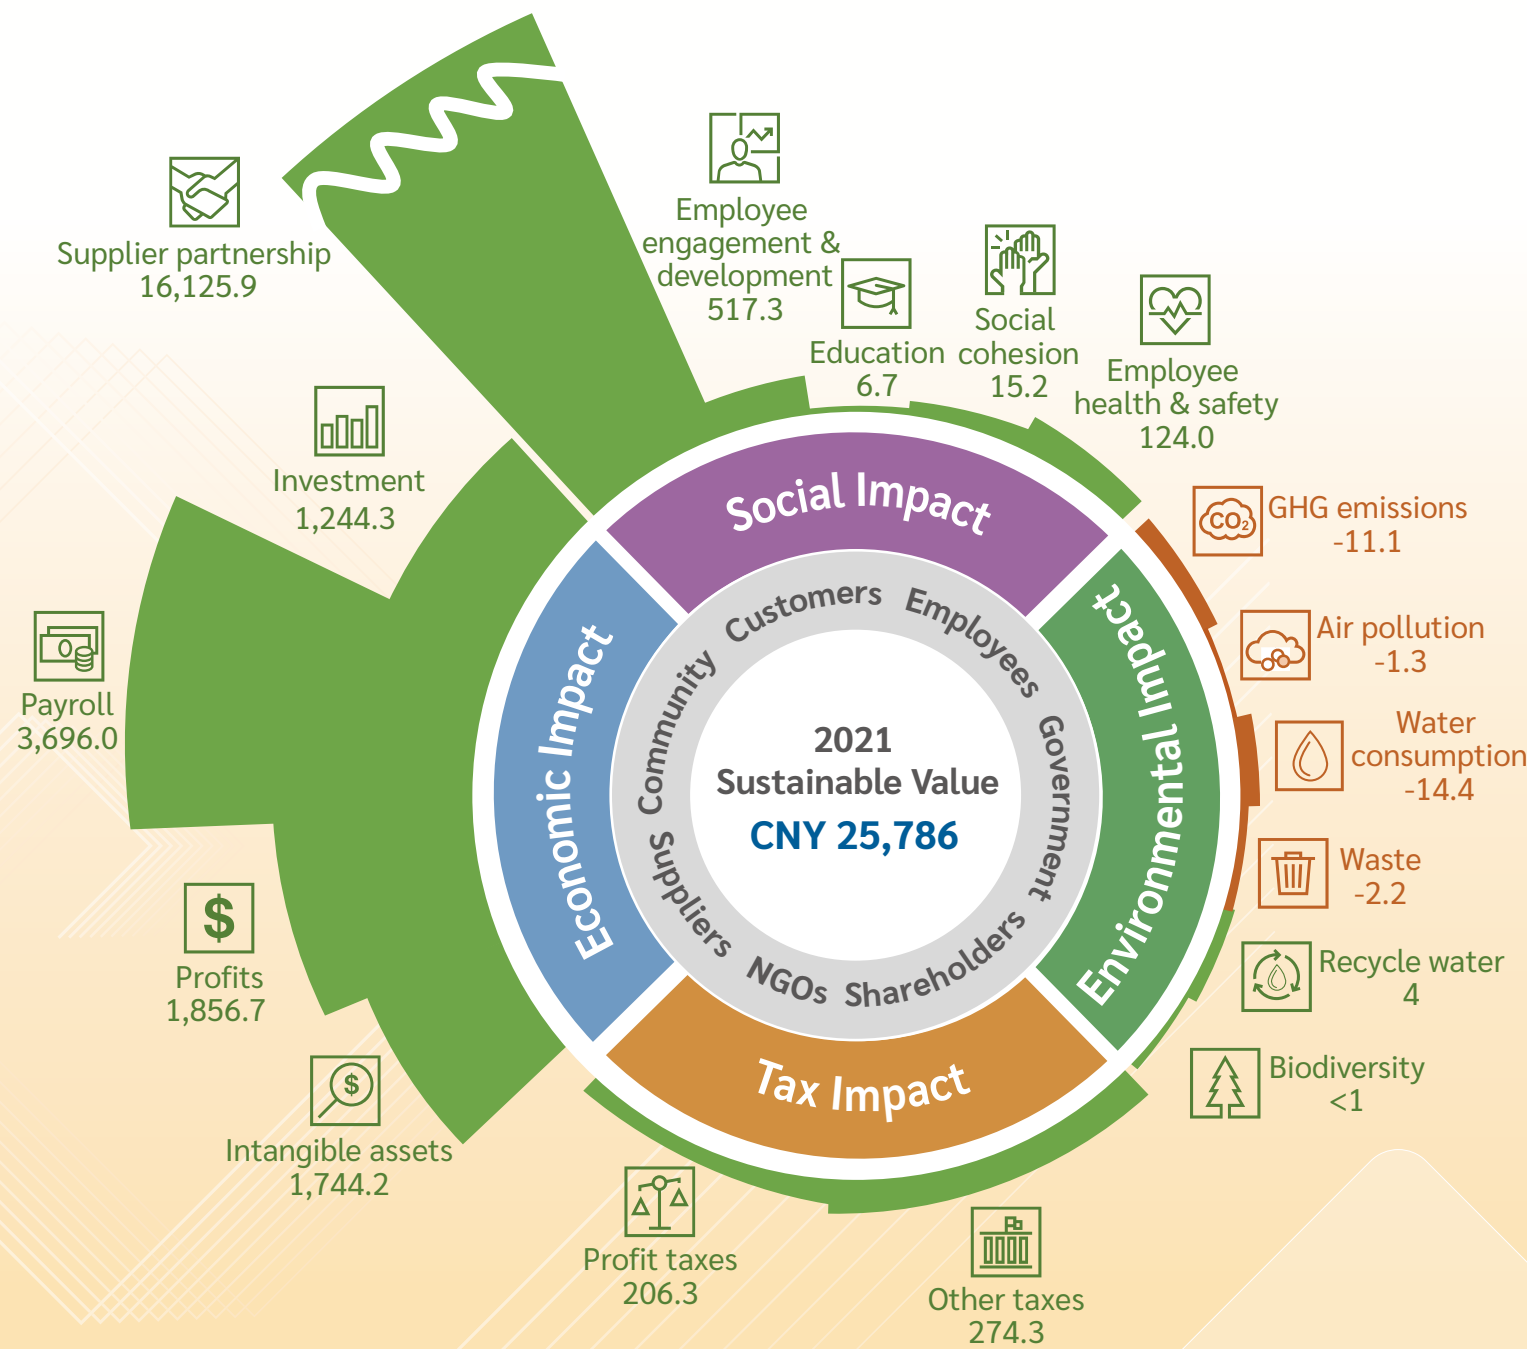 Supplier partnership
16,125.9
Employee
engagement &
development
517.3
Education
6.7
Social
cohesion
15.2
Employee
health & safety
124.0
CO₂
GHG emissions
-11.1
Air pollution
-1.3
Water
consumption
-14.4
Waste
-2.2
Recycle water
4
Biodiversity
<1
Other taxes
274.3
Profit taxes
206.3
$
Intangible assets
1,744.2
$
Profits
1,856.7
Payroll
3,696.0
Investment
1,244.3
Social Impact
Environmental Impact
Tax Impact
Economic Impact
Customers
Employees
Government
Shareholders
NGOs
Suppliers
Community
2021
Sustainable Value
CNY 25,786